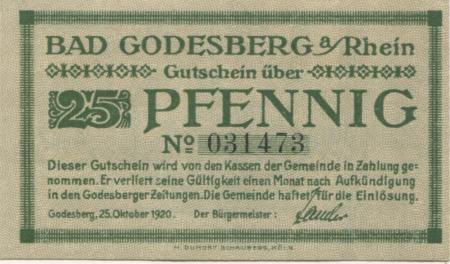 BAD GODESBERG a/Rhein
Gutschein über
25 PFENNIG
No 031473
Dieser Gutschein wird von den Kassen der Gemeinde in Zahlung ge=
nommen. Er verliert seine Gültigkeit einen Monat nach Aufkündigung
in den Godesberger Zeitungen. Die Gemeinde haftet für die Einlösung.
Godesberg, 25. Oktober 1920. Der Bürgermeister:
H. DUMONT SCHAUBERG, KÖLN.